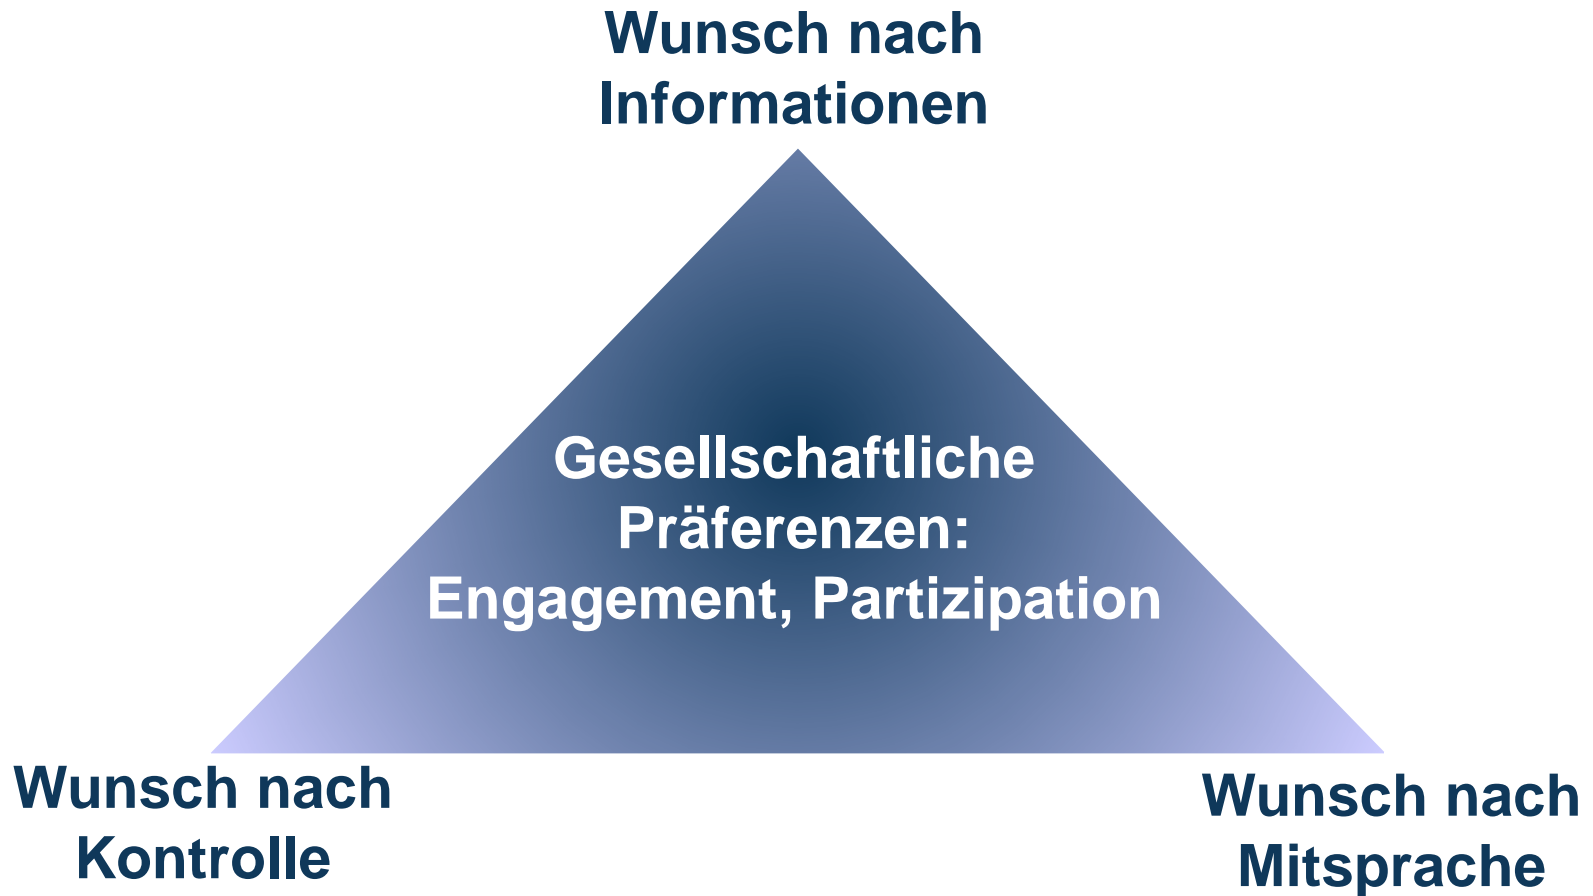 Wunsch nach
Informationen
Gesellschaftliche
Präferenzen:
Engagement, Partizipation
Wunsch nach
Kontrolle
Wunsch nach
Mitsprache